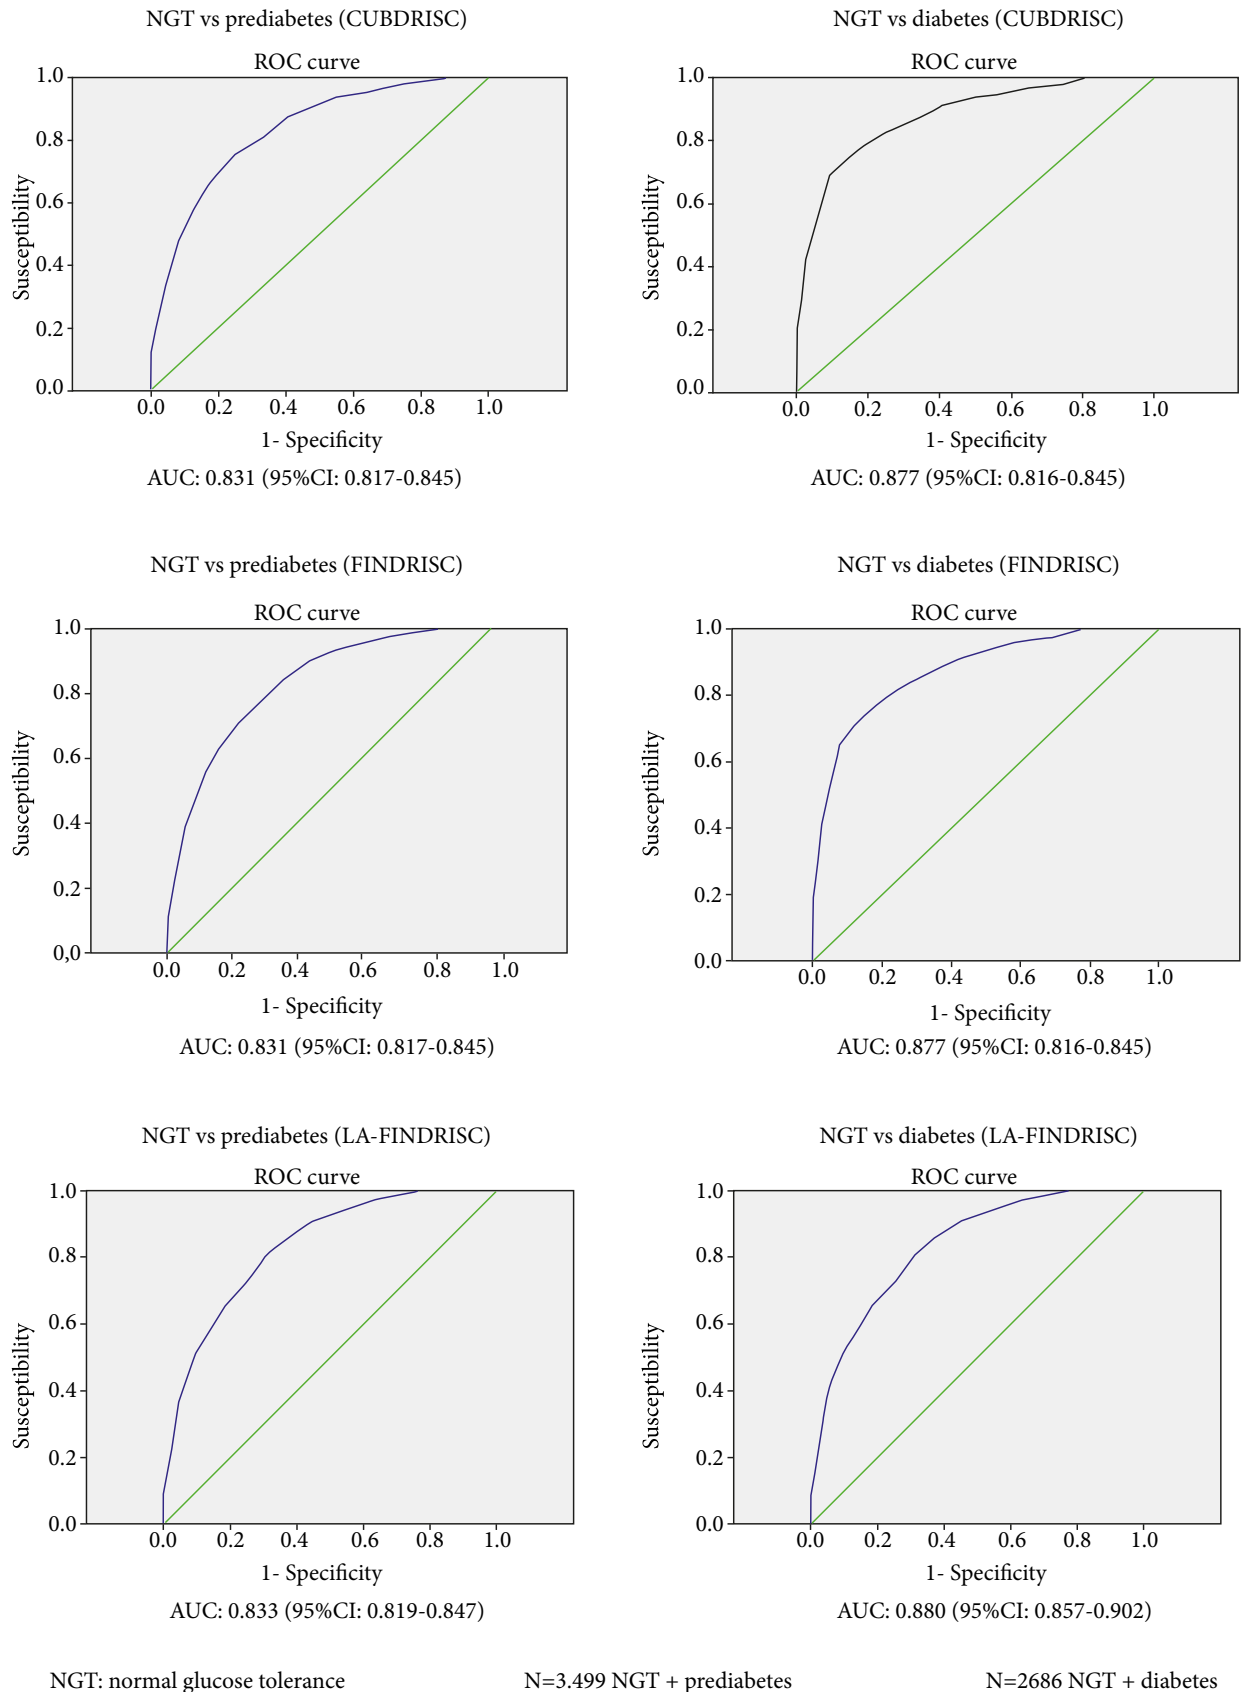 NGT vs prediabetes (CUBDRISC)
ROC curve
1.0
0.8
0.6
0.4
0.2
0.0
Susceptibility
0.0 0.2 0.4 0.6 0.8 1.0
1- Specificity
AUC: 0.831 (95%CI: 0.817-0.845)
NGT vs diabetes (CUBDRISC)
ROC curve
1.0
0.8
0.6
0.4
0.2
0.0
Susceptibility
0.0 0.2 0.4 0.6 0.8 1.0
1- Specificity
AUC: 0.877 (95%CI: 0.816-0.845)
NGT vs prediabetes (FINDRISC)
ROC curve
1.0
0.8
0.6
0.4
0.2
0,0
Susceptibility
0.0 0.2 0.4 0.6 0.8 1.0
1- Specificity
AUC: 0.831 (95%CI: 0.817-0.845)
NGT vs diabetes (FINDRISC)
ROC curve
1.0
0.8
0.6
0.4
0.2
0.0
Susceptibility
0.0 0.2 0.4 0.6 0.8 1.0
1- Specificity
AUC: 0.877 (95%CI: 0.816-0.845)
NGT vs prediabetes (LA-FINDRISC)
ROC curve
1.0
0.8
0.6
0.4
0.2
0.0
Susceptibility
0.0 0.2 0.4 0.6 0.8 1.0
1- Specificity
AUC: 0.833 (95%CI: 0.819-0.847)
NGT vs diabetes (LA-FINDRISC)
ROC curve
1.0
0.8
0.6
0.4
0.2
0.0
Susceptibility
0.0 0.2 0.4 0.6 0.8 1.0
1- Specificity
AUC: 0.880 (95%CI: 0.857-0.902)
NGT: normal glucose tolerance
N=3.499 NGT + prediabetes
N=2686 NGT + diabetes